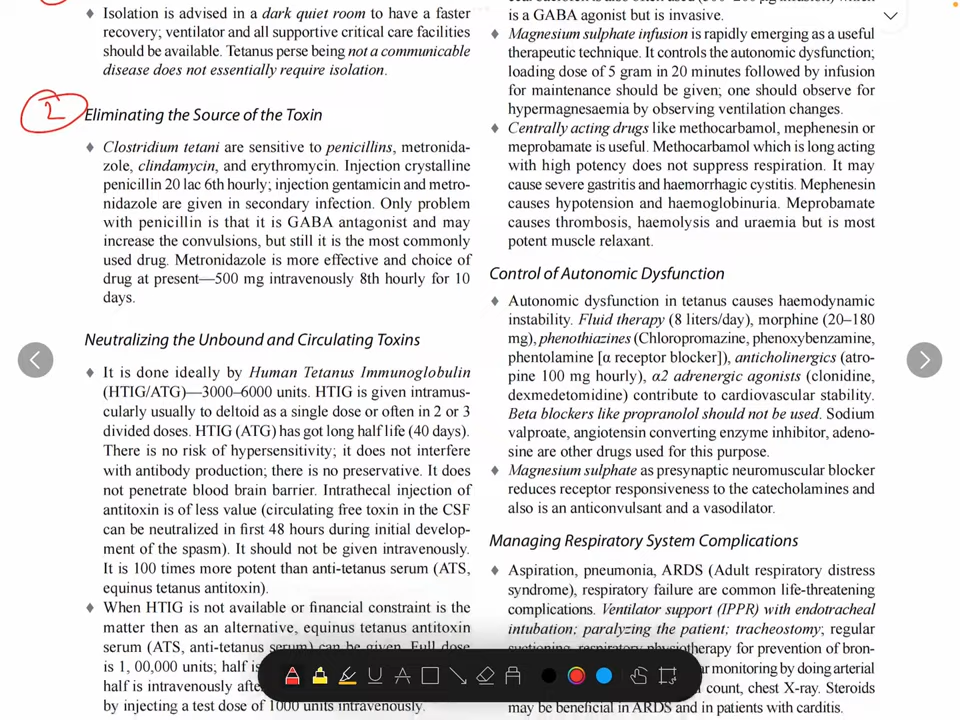 Isolation is advised in a dark quiet room to have a faster
recovery; ventilator and all supportive critical care facilities
should be available. Tetanus perse being not a communicable
disease does not essentially require isolation.
2
Eliminating the Source of the Toxin
Clostridium tetani are sensitive to penicillins, metronida-
zole, clindamycin, and erythromycin. Injection crystalline
penicillin 20 lac 6th hourly; injection gentamicin and metro-
nidazole are given in secondary infection. Only problem
with penicillin is that it is GABA antagonist and may
increase the convulsions, but still it is the most commonly
used drug. Metronidazole is more effective and choice of
drug at present—500 mg intravenously 8th hourly for 10
days.
Neutralizing the Unbound and Circulating Toxins
It is done ideally by Human Tetanus Immunoglobulin
(HTIG/ATG)—3000–6000 units. HTIG is given intramus-
cularly usually to deltoid as a single dose or often in 2 or 3
divided doses. HTIG (ATG) has got long half life (40 days).
There is no risk of hypersensitivity; it does not interfere
with antibody production; there is no preservative. It does
not penetrate blood brain barrier. Intrathecal injection of
antitoxin is of less value (circulating free toxin in the CSF
can be neutralized in first 48 hours during initial develop-
ment of the spasm). It should not be given intravenously.
It is 100 times more potent than anti-tetanus serum (ATS,
equinus tetanus antitoxin).
When HTIG is not available or financial constraint is the
matter then as an alternative, equinus tetanus antitoxin
serum (ATS, anti-tetanus serum) can be given. Full dose
is 1, 00,000 units; half is
half is intravenously
by injecting a test dose of 1000 units intravenously.
is a GABA agonist but is invasive.
Magnesium sulphate infusion is rapidly emerging as a useful
therapeutic technique. It controls the autonomic dysfunction;
loading dose of 5 gram in 20 minutes followed by infusion
for maintenance should be given; one should observe for
hypermagnesaemia by observing ventilation changes.
Centrally acting drugs like methocarbamol, mephenesin or
meprobamate is useful. Methocarbamol which is long acting
with high potency does not suppress respiration. It may
cause severe gastritis and haemorrhagic cystitis. Mephenesin
causes hypotension and haemoglobinuria. Meprobamate
causes thrombosis, haemolysis and uraemia but is most
potent muscle relaxant.
Control of Autonomic Dysfunction
Autonomic dysfunction in tetanus causes haemodynamic
instability. Fluid therapy (8 liters/day), morphine (20–180
mg), phenothiazines (Chloropromazine, phenoxybenzamine,
phentolamine [α receptor blocker]), anticholinergics (atro-
pine 100 mg hourly), α2 adrenergic agonists (clonidine,
dexmedetomidine) contribute to cardiovascular stability.
Beta blockers like propranolol should not be used. Sodium
valproate, angiotensin converting enzyme inhibitor, adeno-
sine are other drugs used for this purpose.
Magnesium sulphate as presynaptic neuromuscular blocker
reduces receptor responsiveness to the catecholamines and
also is an anticonvulsant and a vasodilator.
Managing Respiratory System Complications
Aspiration, pneumonia, ARDS (Adult respiratory distress
syndrome), respiratory failure are common life-threatening
complications. Ventilator support (IPPR) with endotracheal
intubation; paralyzing the patient; tracheostomy; regular
suctioning, respiratory physiotherapy for prevention of bron-
monitoring by doing arterial
count, chest X-ray. Steroids
may be beneficial in ARDS and in patients with carditis.